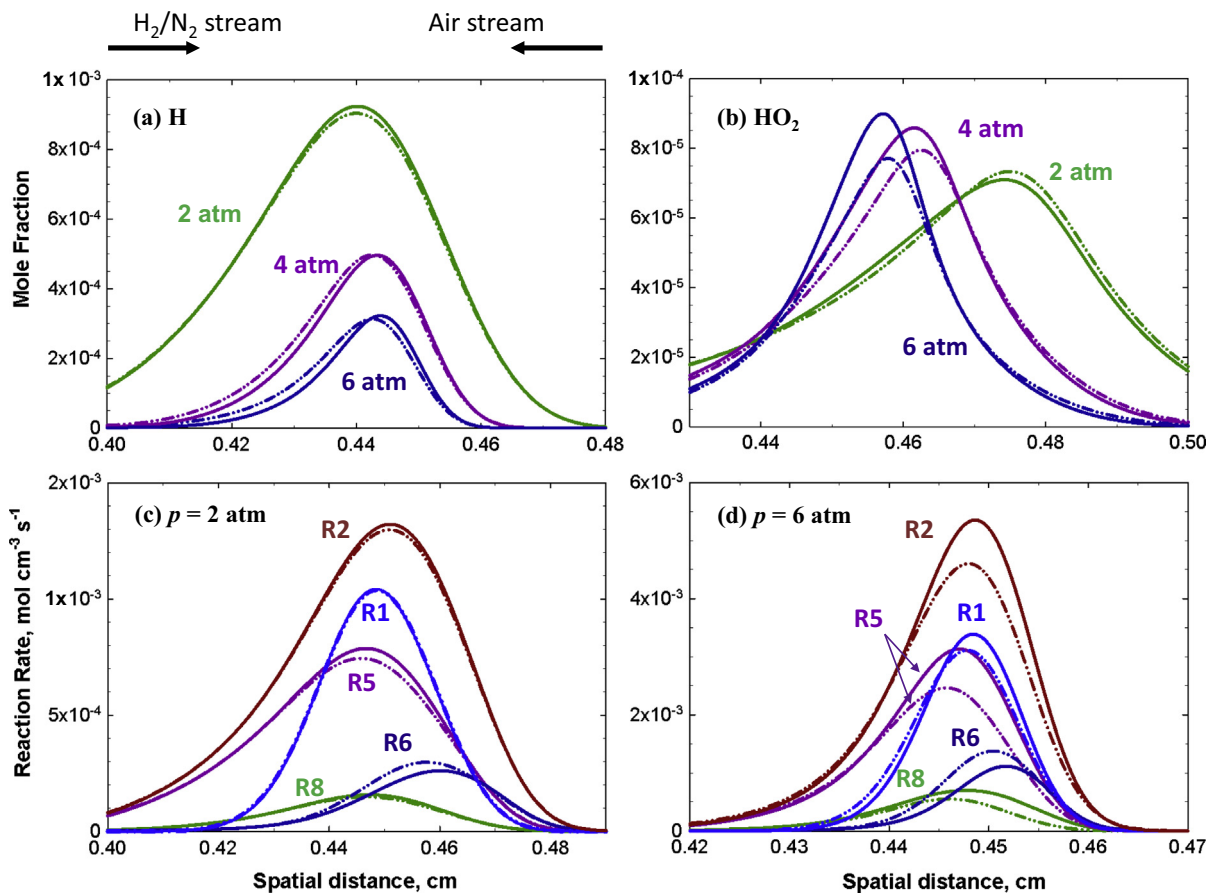 H2/N2 stream
Air stream
(a) H
1x 10-3
8x10-4
6x10-4
4x10-4
2x10-4
0
Mole Fraction
2 atm
4 atm
6 atm
0.40
0.42
0.44
0.46
0.48
(b) HO2
1x10-4
8x10-5
6x10-5
4x10-5
2x10-5
0
4 atm
2 atm
6 atm
0.44
0.46
0.48
0.50
(c) p = 2 atm
2x10-3
1x10-3
5x10-4
0
Reaction Rate, mol cm-3 s-1
R2
R1
R5
R6
R8
0.40
0.42
0.44
0.46
0.48
Spatial distance, cm
(d) p = 6 atm
6x10-3
4x10-3
2x10-3
0
R2
R5
R1
R6
R8
0.42
0.43
0.44
0.45
0.46
0.47
Spatial distance, cm